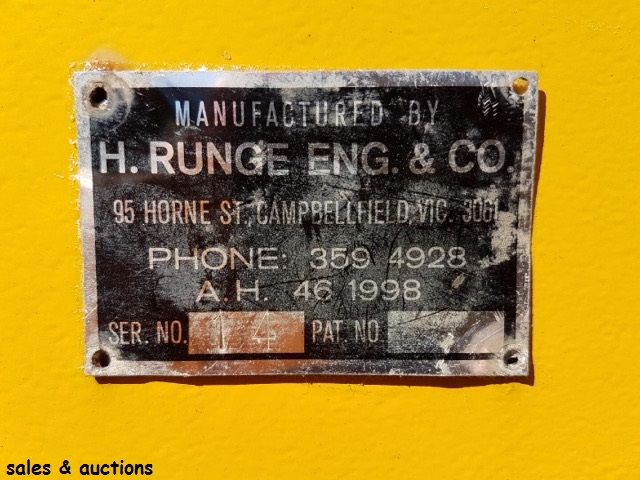 MANUFACTURED BY
H. RUNGE ENG. & CO.
95 HORNE ST., CAMPBELLFIELD, VIC. 3061
PHONE: 359 4928
A.H. 46 1998
SER. NO. 14 PAT. NO
sales & auctions